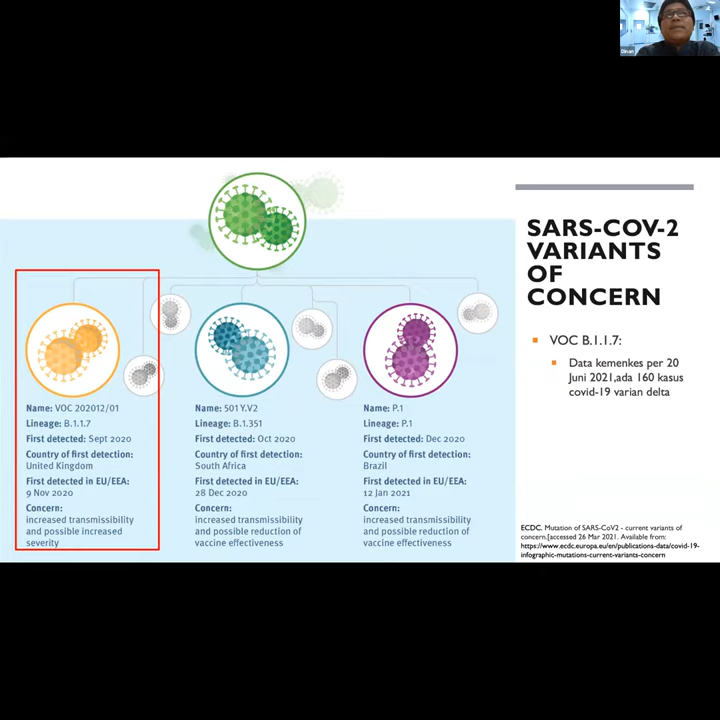 Dinan
SARS-COV-2
VARIANTS
OF
CONCERN
VOC B.1.1.7:
Data kemenkes per 20
Juni 2021,ada 160 kasus
covid-19 varian delta
Name: VOC 202012/01
Lineage: B.1.1.7
First detected: Sept 2020
Country of first detection:
United Kingdom
First detected in EU/EEA:
9 Nov 2020
Concern:
increased transmissibility
and possible increased
severity
Name: 501Y.V2
Lineage: B.1.351
First detected: Oct 2020
Country of first detection:
South Africa
First detected in EU/EEA:
28 Dec 2020
Concern:
increased transmissibility
and possible reduction of
vaccine effectiveness
Name: P.1
Lineage: P.1
First detected: Dec 2020
Country of first detection:
Brazil
First detected in EU/EEA:
12 Jan 2021
Concern:
increased transmissibility
and possible reduction of
vaccine effectiveness
ECDC. Mutation of SARS-CoV2 - current variants of
concern.[accessed 26 Mar 2021. Available from:
https://www.ecdc.europa.eu/en/publications-data/covid-19-
infographic-mutations-current-variants-concern